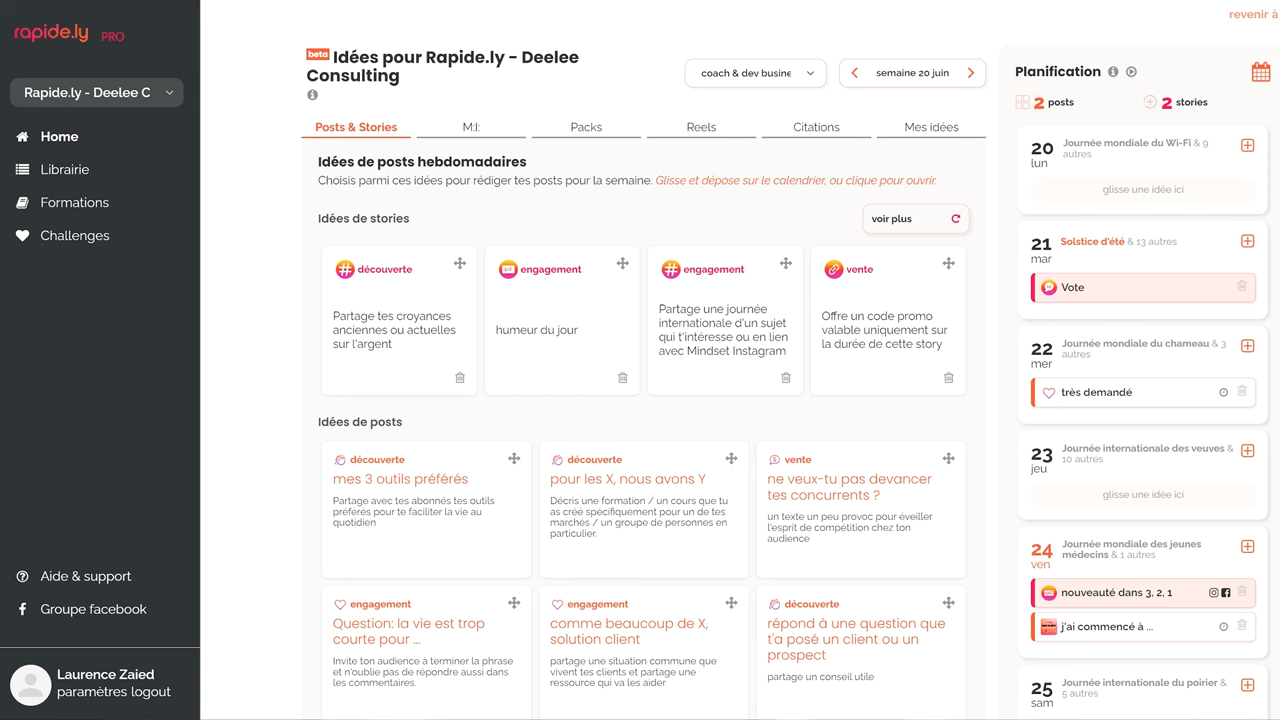 rapide.ly PRO
Rapide.ly - Deelee C
Home
Librairie
Formations
Challenges
Aide & support
Groupe facebook
Laurence Zaied
paramètres logout
revenir à
beta Idées pour Rapide.ly - Deelee
Consulting
coach & dev busine
semaine 20 juin
Posts & Stories
M:I:
Packs
Reels
Citations
Mes idées
Idées de posts hebdomadaires
Choisis parmi ces idées pour rédiger tes posts pour la semaine. Glisse et dépose sur le calendrier, ou clique pour ouvrir.
Idées de stories
voir plus
découverte
Partage tes croyances
anciennes ou actuelles
sur l'argent
engagement
humeur du jour
engagement
Partage une journée
internationale d'un sujet
qui t'intéresse ou en lien
avec Mindset Instagram
vente
Offre un code promo
valable uniquement sur
la durée de cette story
Idées de posts
découverte
mes 3 outils préférés
Partage avec tes abonnés tes outils
préférés pour te faciliter la vie au
quotidien
découverte
pour les X, nous avons Y
Décris une formation / un cours que tu
as créé spécifiquement pour un de tes
marchés / un groupe de personnes en
particulier.
vente
ne veux-tu pas devancer
tes concurrents ?
un texte un peu provoc pour éveiller
l'esprit de compétition chez ton
audience
engagement
Question: la vie est trop
courte pour ...
Invite ton audience à terminer la phrase
et n'oublie pas de répondre aussi dans
les commentaires.
engagement
comme beaucoup de X,
solution client
partage une situation commune que
vivent tes clients et partage une
ressource qui va les aider
découverte
répond à une question que
t'a posé un client ou un
prospect
partage un conseil utile
Planification
2 posts
2 stories
20
lun
Journée mondiale du Wi-Fi & 9
autres
glisse une idée ici
21
mar
Solstice d'été & 13 autres
Vote
22
mer
Journée mondiale du chameau & 3
autres
très demandé
23
jeu
Journée internationale des veuves &
10 autres
glisse une idée ici
24
ven
Journée mondiale des jeunes
médecins & 1 autres
nouveauté dans 3, 2, 1
j'ai commencé à ...
25
sam
Journée internationale du poirier &
5 autres